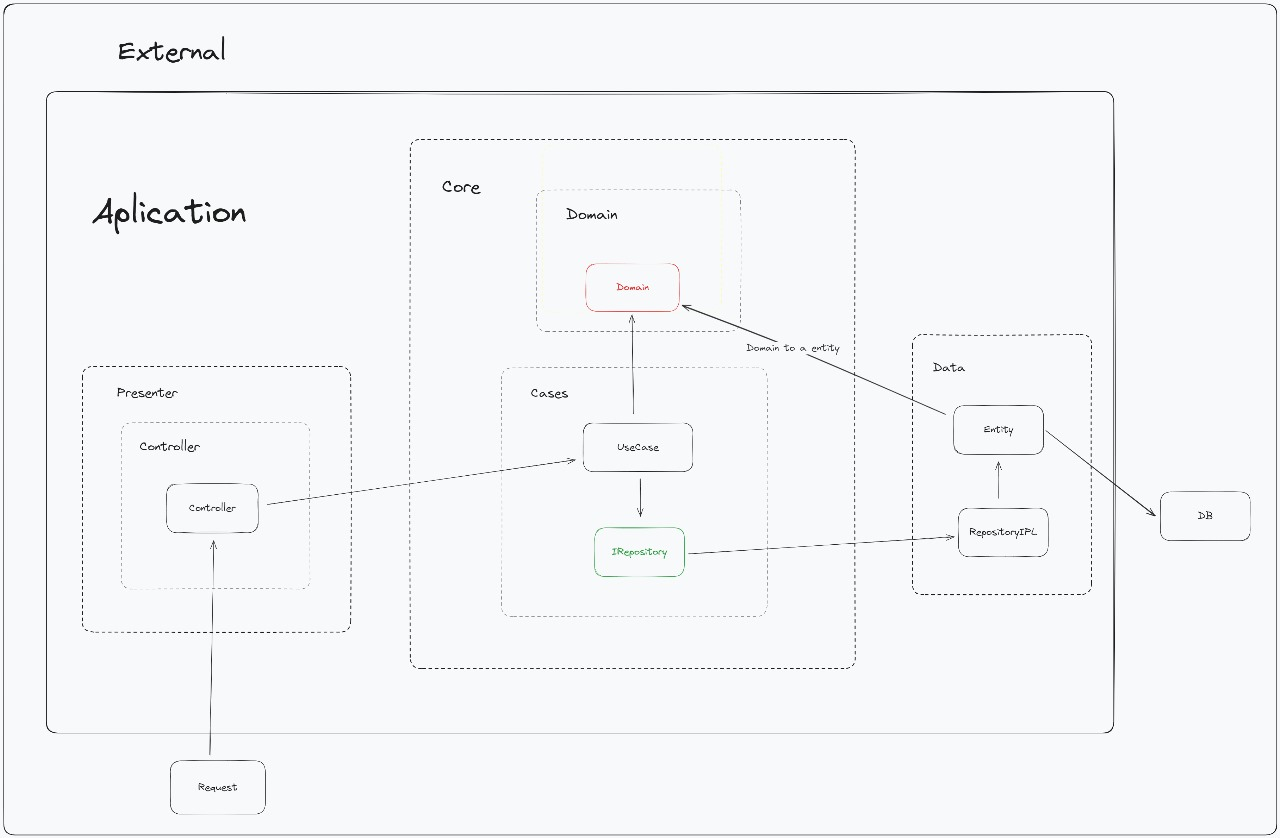 External
Aplication
Core
Domain
Domain
Domain to a entity
Data
Presenter
Cases
Entity
Controller
UseCase
Controller
DB
RepositoryIPL
IRepository
Request